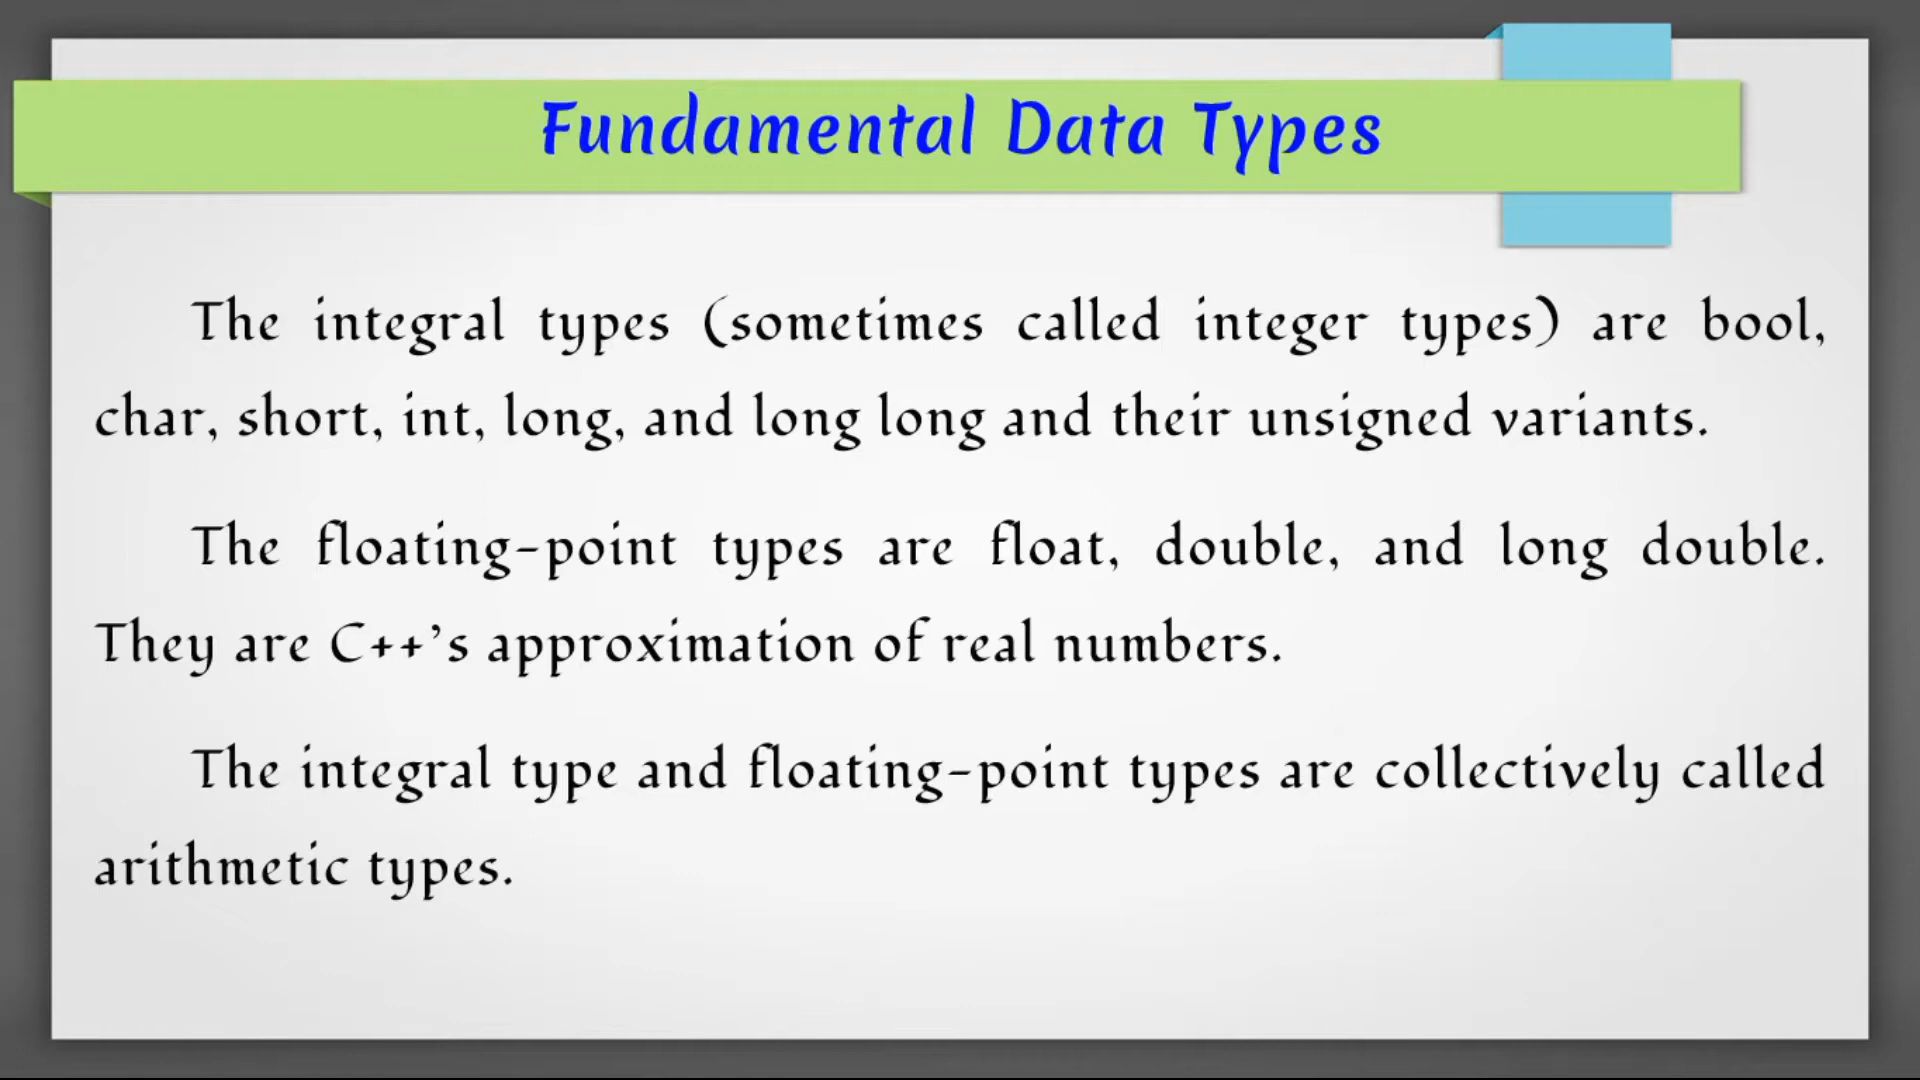 Fundamental Data Types
The integral types (sometimes called integer types) are bool,
char, short, int, long, and long long and their unsigned variants.
The floating-point types are float, double, and long double.
They are C++’s approximation of real numbers.
The integral type and floating-point types are collectively called
arithmetic types.